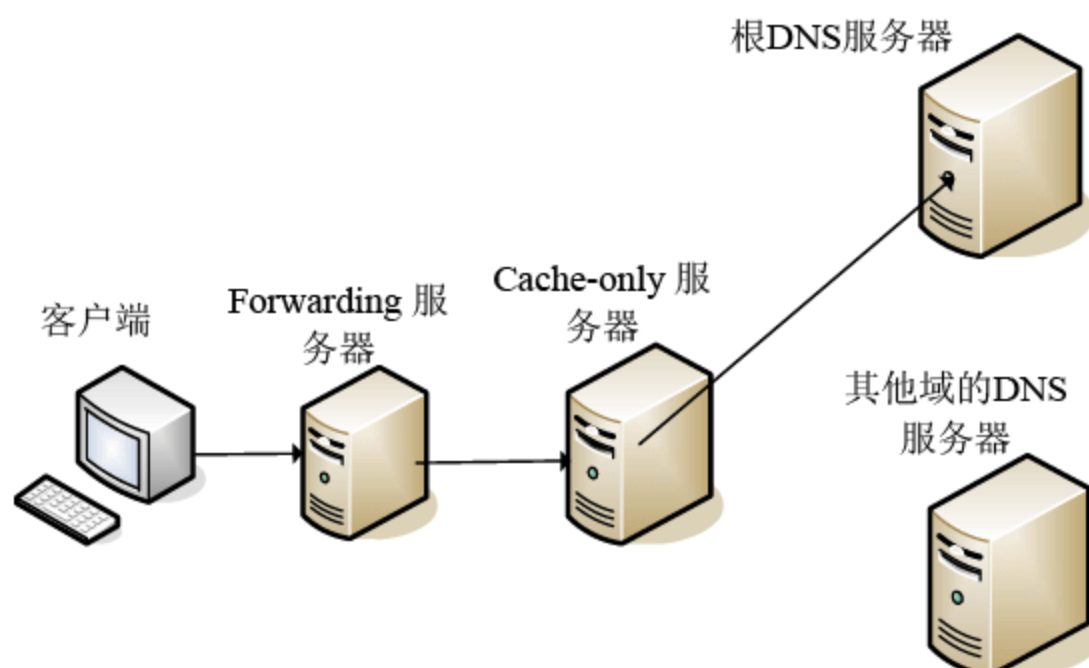 根DNS服务器
Cache-only 服
务器
Forwarding 服
务器
客户端
其他域的DNS
服务器